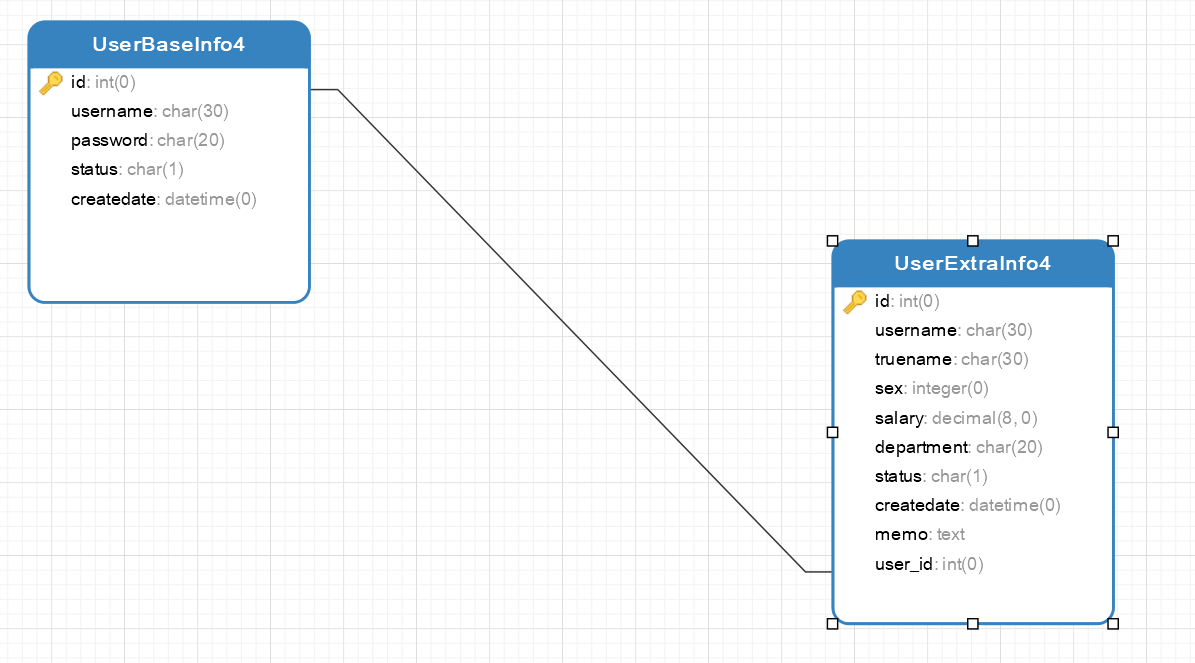 UserBaseInfo4
id: int(0)
username: char(30)
password: char(20)
status: char(1)
createdate: datetime(0)
UserExtraInfo4
id: int(0)
username: char(30)
truename: char(30)
sex: integer(0)
salary: decimal(8, 0)
department: char(20)
status: char(1)
createdate: datetime(0)
memo: text
user_id: int(0)